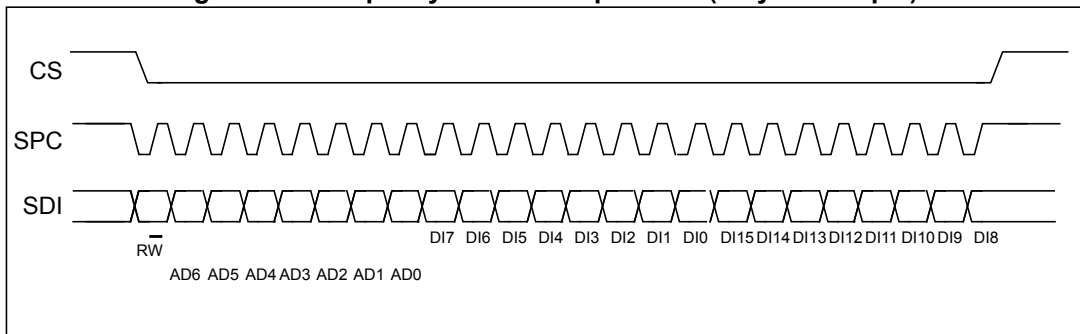 CS
SPC
SDI
RW
DI7 DI6 DI5 DI4 DI3 DI2 DI1 DI0 DI15 DI14 DI13 DI12 DI11 DI10 DI9 DI8
AD6 AD5 AD4 AD3 AD2 AD1 AD0